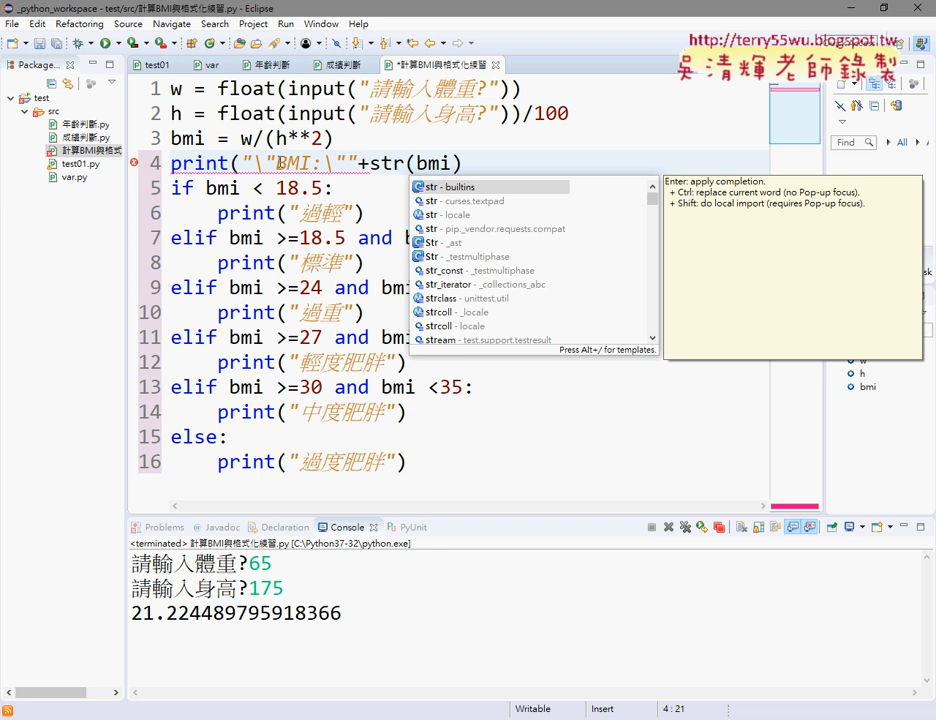 _python_workspace - test/src/計算BMI與格式化練習.py - Eclipse
File Edit Refactoring Source Navigate Search Project Run Window Help
http://terry55wu.blogspot.tw
吳清輝老師錄製
Package...
test01
var
年齡判斷
成績判斷
*計算BMI與格式化練習
test
src
年齡判斷.py
成績判斷.py
計算BMI與格式
test01.py
var.py
1 w = float(input("請輸入體重?"))
2 h = float(input("請輸入身高?"))/100
3 bmi = w/(h**2)
4 print("\"BMI:\""+str(bmi)
5 if bmi < 18.5:
6 print("過輕")
7 elif bmi >=18.5 and
8 print("標準")
9 elif bmi >=24 and bmi
10 print("過重")
11 elif bmi >=27 and bmi
12 print("輕度肥胖")
13 elif bmi >=30 and bmi <35:
14 print("中度肥胖")
15 else:
16 print("過度肥胖")
str - builtins
str - curses.textpad
str - locale
str - pip._vendor.requests.compat
Str - _ast
Str - _testmultiphase
str_const - _testmultiphase
str_iterator - _collections_abc
strclass - unittest.util
strcoll - _locale
strcoll - locale
stream - test.support.testresult
Press Alt+/ for templates.
Enter: apply completion.
+ Ctrl: replace current word (no Pop-up focus).
+ Shift: do local import (requires Pop-up focus).
Find
All
w
h
bmi
Problems
Javadoc
Declaration
Console
PyUnit
<terminated> 計算BMI與格式化練習.py [C:\Python37-32\python.exe]
請輸入體重?65
請輸入身高?175
21.224489795918366
Writable
Insert
4 : 21